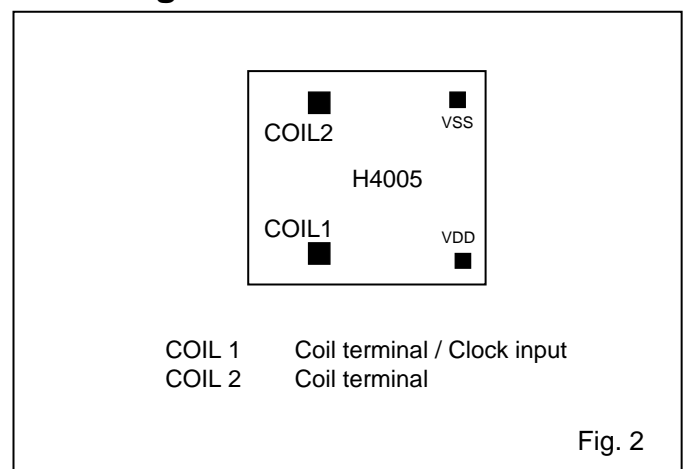 COIL2
VSS
H4005
COIL1
VDD
COIL 1 Coil terminal / Clock input
COIL 2 Coil terminal
Fig. 2